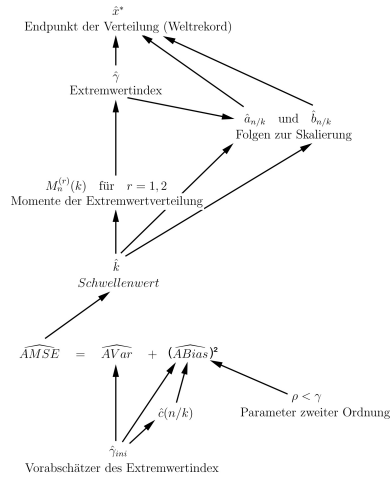 x̂*
Endpunkt der Verteilung (Weltrekord)
γ̂
Extremwertindex
â_{n/k} und b̂_{n/k}
Folgen zur Skalierung
M_n^{(r)}(k) für r = 1, 2
Momente der Extremwertverteilung
k̂
Schwellenwert
\widehat{AMSE} = \widehat{AVar} + (\widehat{ABias})²
ρ < γ
Parameter zweiter Ordnung
ĉ(n/k)
γ̂_{ini}
Vorabschätzer des Extremwertindex